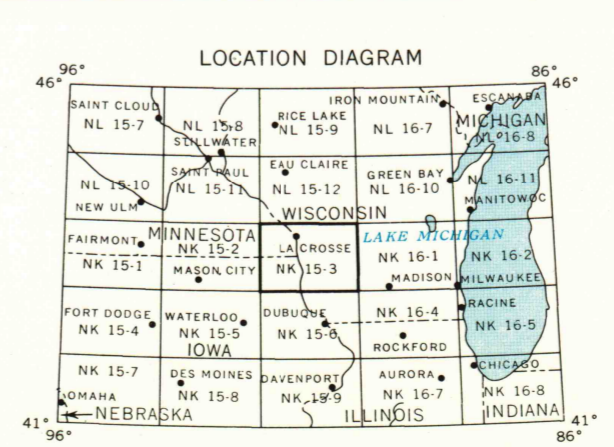 LOCATION DIAGRAM
96°
86°
46°
46°
SAINT CLOUD
NL 15-7
NL 15-8
STILLWATER
RICE LAKE
NL 15-9
IRON MOUNTAIN
NL 16-7
ESCANABA
MICHIGAN
NL 16-8
NL 15-10
NEW ULM
SAINT PAUL
NL 15-11
EAU CLAIRE
NL 15-12
GREEN BAY
NL 16-10
NL 16-11
MANITOWOC
WISCONSIN
MINNESOTA
FAIRMONT
NK 15-1
NK 15-2
MASON CITY
LA CROSSE
NK 15-3
LAKE MICHIGAN
NK 16-1
MADISON
NK 16-2
MILWAUKEE
FORT DODGE
NK 15-4
WATERLOO
NK 15-5
IOWA
DUBUQUE
NK 15-6
NK 16-4
ROCKFORD
RACINE
NK 16-5
NK 15-7
OMAHA
DES MOINES
NK 15-8
DAVENPORT
NK 15-9
AURORA
NK 16-7
CHICAGO
NK 16-8
NEBRASKA
ILLINOIS
INDIANA
41°
41°
96°
86°